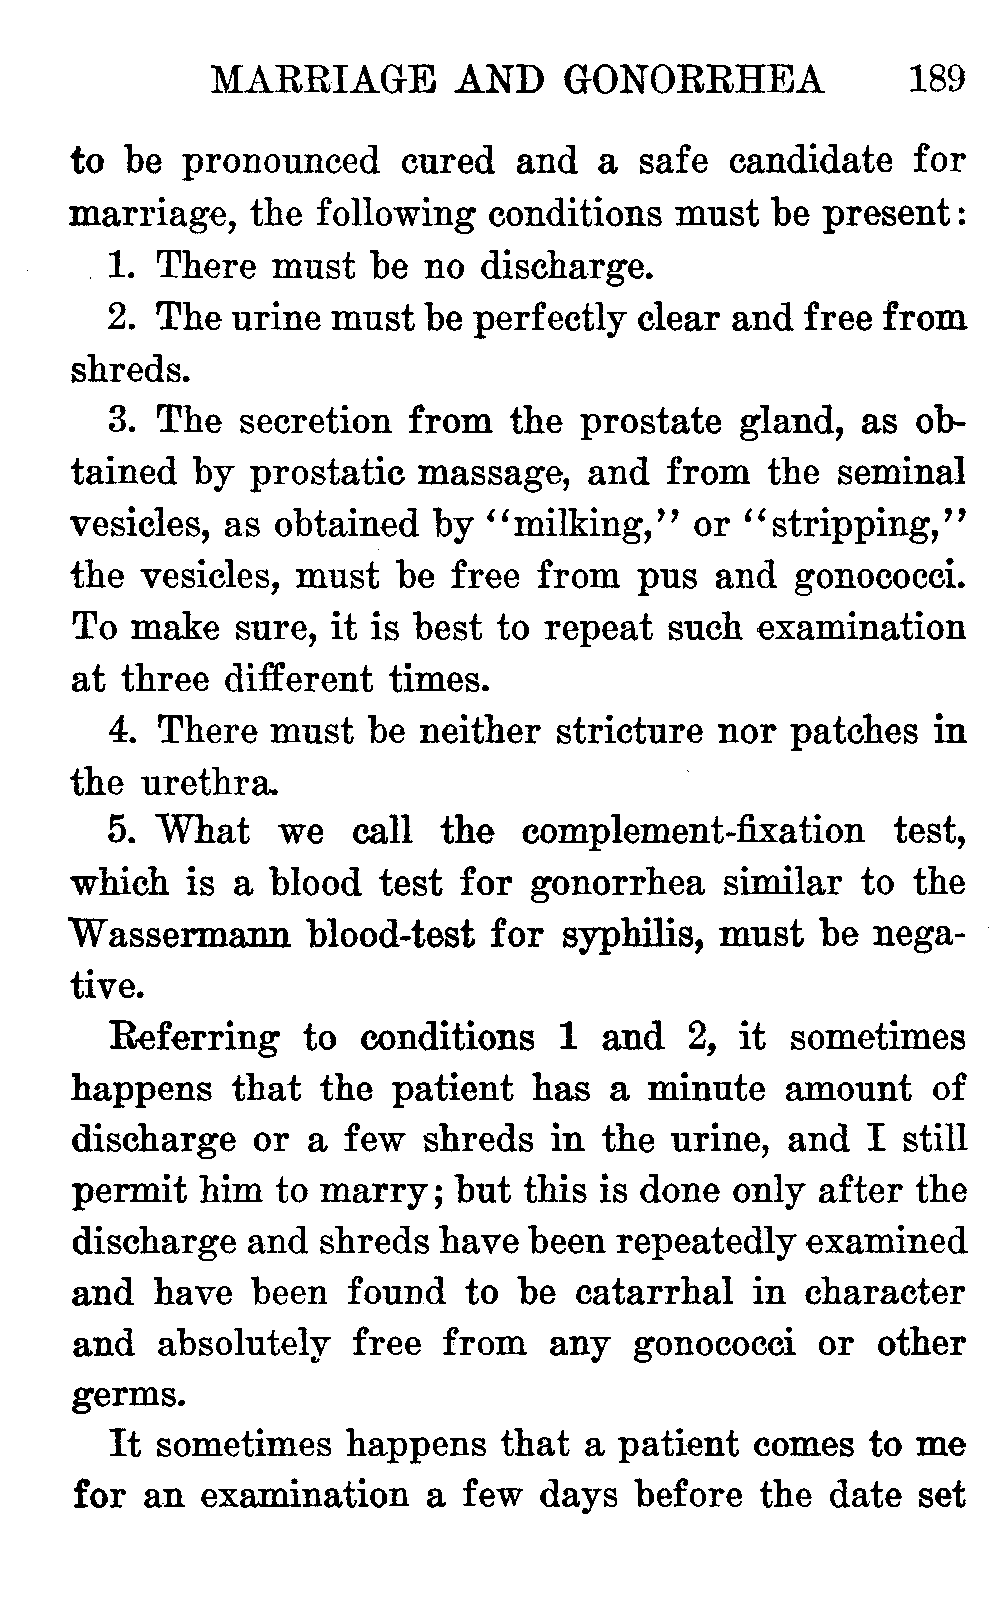 MARRIAGE AND GONORRHEA 189
to be pronounced cured and a safe candidate for
marriage, the following conditions must be present:
1. There must be no discharge.
2. The urine must be perfectly clear and free from
shreds.
3. The secretion from the prostate gland, as ob-
tained by prostatic massage, and from the seminal
vesicles, as obtained by "milking," or "stripping,"
the vesicles, must be free from pus and gonococci.
To make sure, it is best to repeat such examination
at three different times.
4. There must be neither stricture nor patches in
the urethra.
5. What we call the complement-fixation test,
which is a blood test for gonorrhea similar to the
Wassermann blood-test for syphilis, must be nega-
tive.
Referring to conditions 1 and 2, it sometimes
happens that the patient has a minute amount of
discharge or a few shreds in the urine, and I still
permit him to marry; but this is done only after the
discharge and shreds have been repeatedly examined
and have been found to be catarrhal in character
and absolutely free from any gonococci or other
germs.
It sometimes happens that a patient comes to me
for an examination a few days before the date set